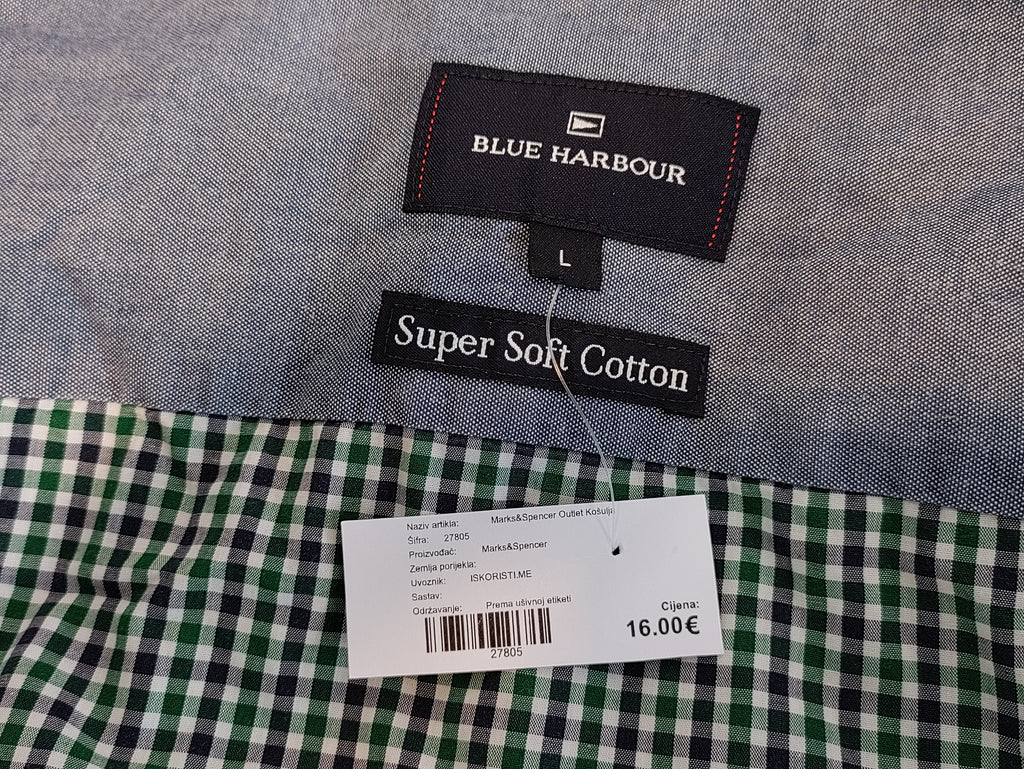 BLUE HARBOUR
L
Super Soft Cotton
Naziv artikla: Marks&Spencer Outlet Košulja
Šifra: 27805
Proizvođač: Marks&Spencer
Zemlja porijekla:
Uvoznik: ISKORISTI.ME
Sastav:
Održavanje: Prema ušivnoj etiketi
27805
Cijena:
16.00€